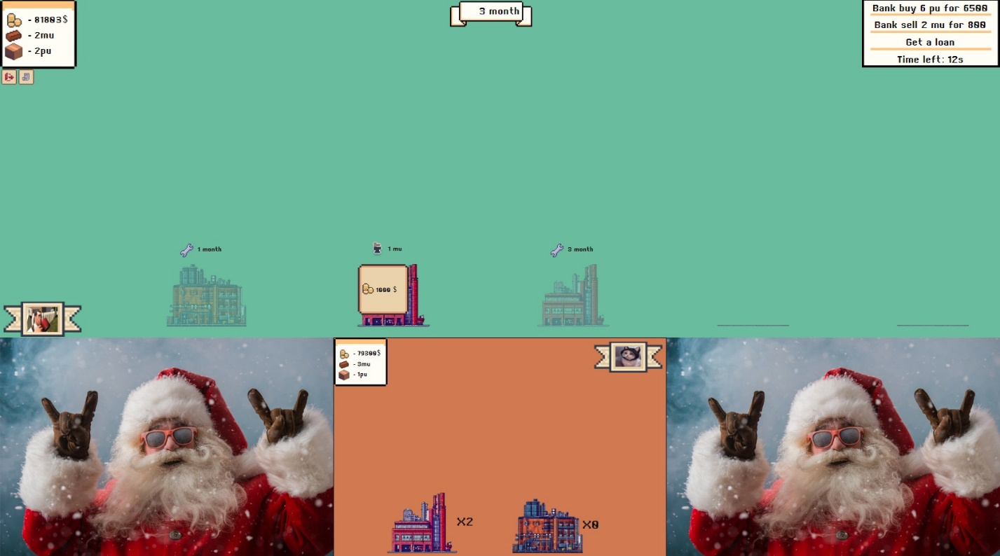 - 81803$
- 2mu
- 2pu
3 month
Bank buy 6 pu for 6500
Bank sell 2 mu for 800
Get a loan
Time left: 12s
1 month
1 mu
3 month
1000 $
- 79300$
- 3mu
- 1pu
X2
X0